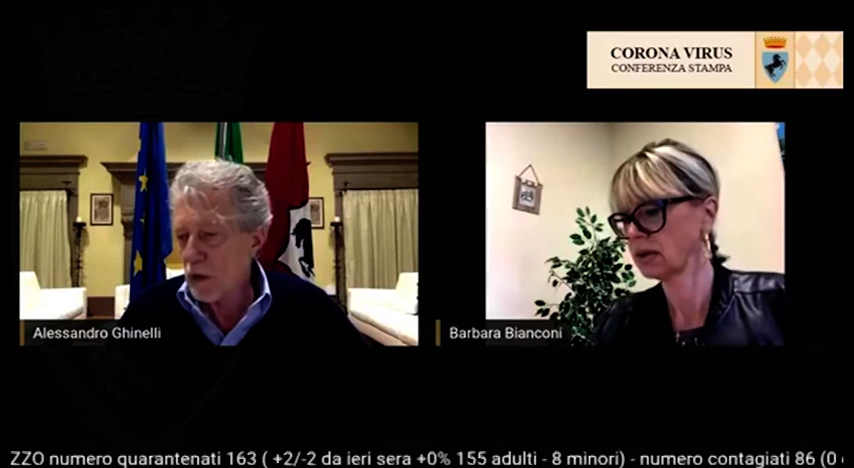 CORONA VIRUS
CONFERENZA STAMPA
Alessandro Ghinelli
Barbara Bianconi
ZZO numero quarantenati 163 ( +2/-2 da ieri sera +0% 155 adulti - 8 minori) - numero contagiati 86 (0